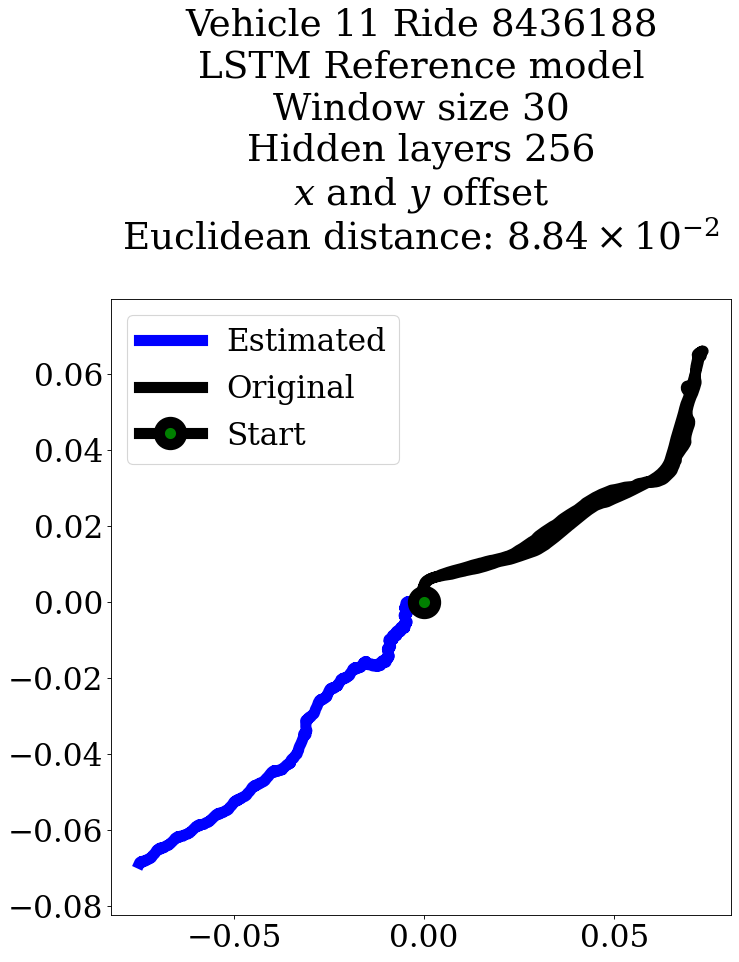 Vehicle 11 Ride 8436188
LSTM Reference model
Window size 30
Hidden layers 256
x and y offset
Euclidean distance: 8.84 × 10⁻²
Estimated
Original
Start
0.06
0.04
0.02
0.00
−0.02
−0.04
−0.06
−0.08
−0.05 0.00 0.05